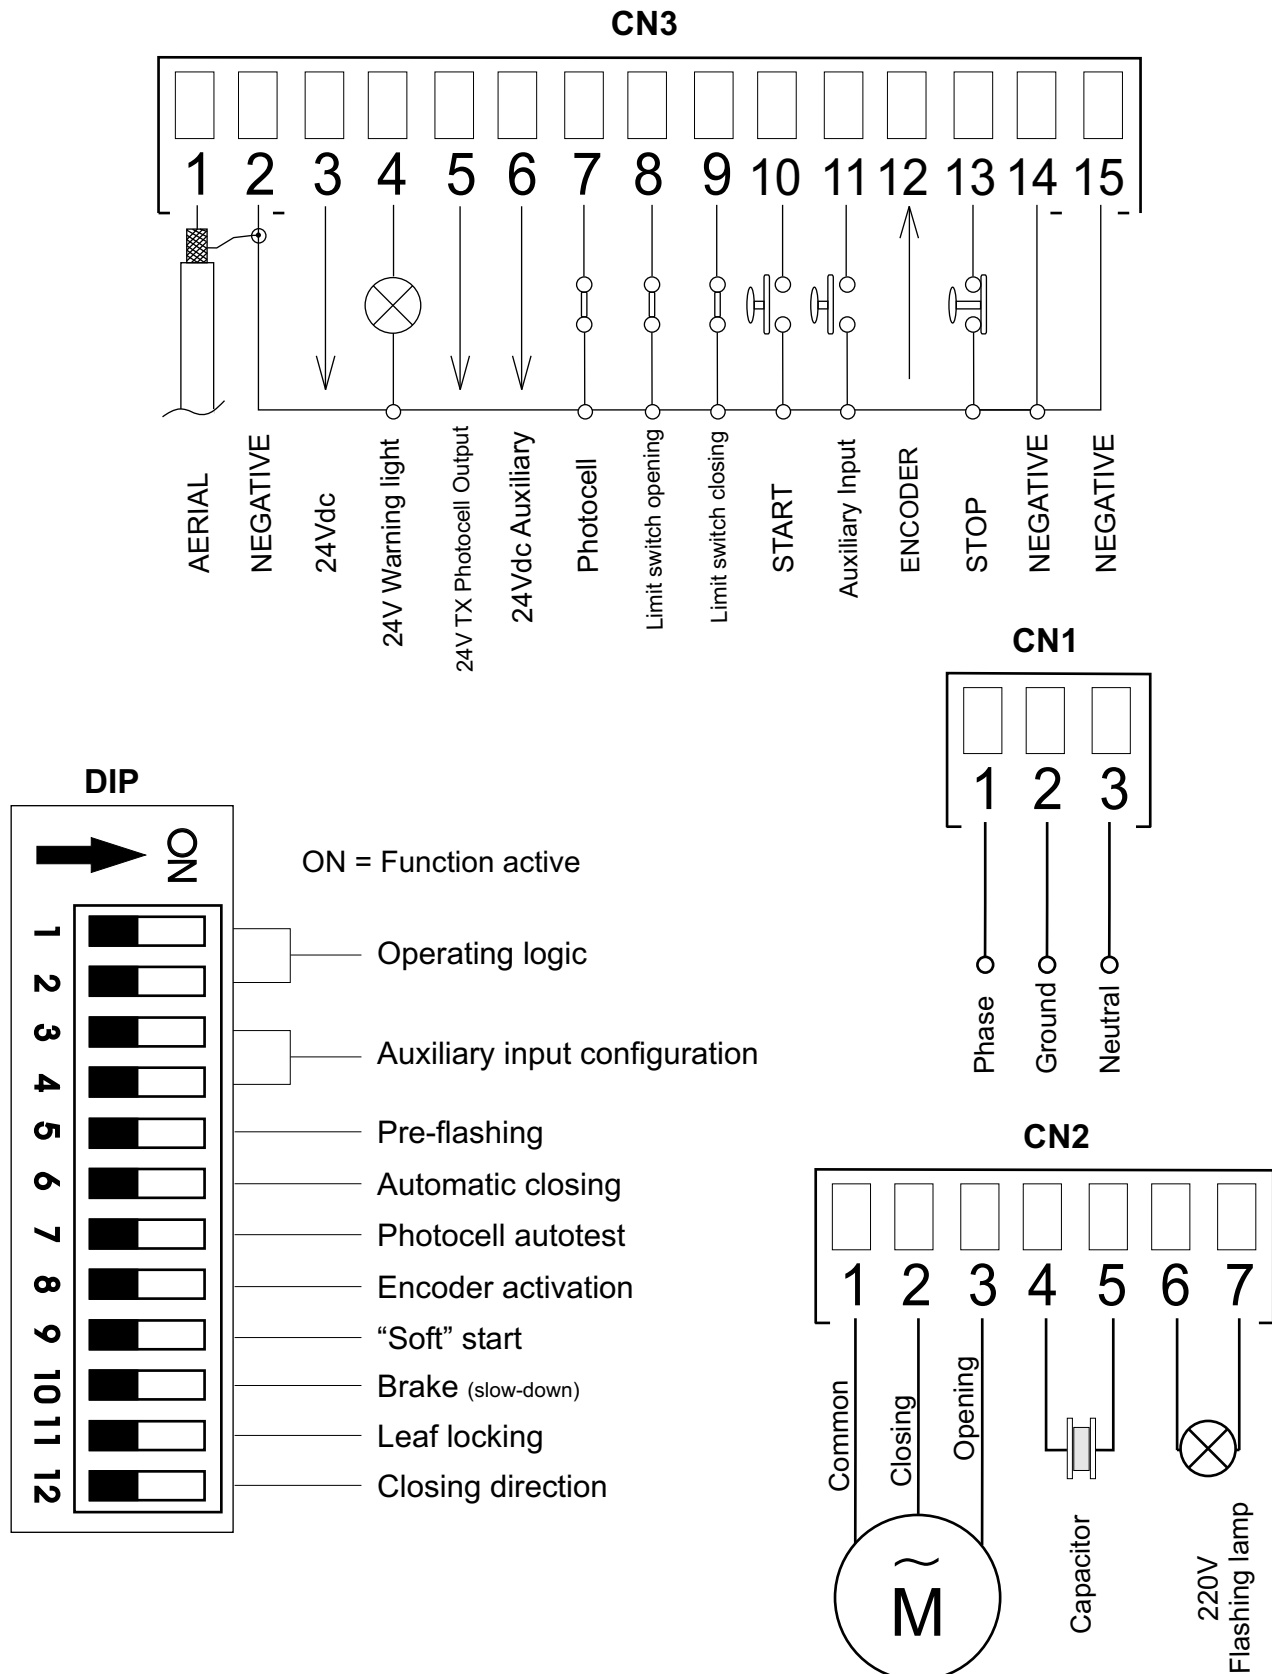 CN3
1 2 3 4 5 6 7 8 9 10 11 12 13 14 15
AERIAL
NEGATIVE
24Vdc
24V Warning light
24V TX Photocell Output
24Vdc Auxiliary
Photocell
Limit switch opening
Limit switch closing
START
Auxiliary Input
ENCODER
STOP
NEGATIVE
NEGATIVE
CN1
1 2 3
Phase
Ground
Neutral
DIP
ON
ON = Function active
1
2
Operating logic
3
4
Auxiliary input configuration
5 Pre-flashing
6 Automatic closing
7 Photocell autotest
8 Encoder activation
9 “Soft” start
10 Brake (slow-down)
11 Leaf locking
12 Closing direction
CN2
1 2 3 4 5 6 7
Common
Closing
Opening
~
M
Capacitor
220V
Flashing lamp